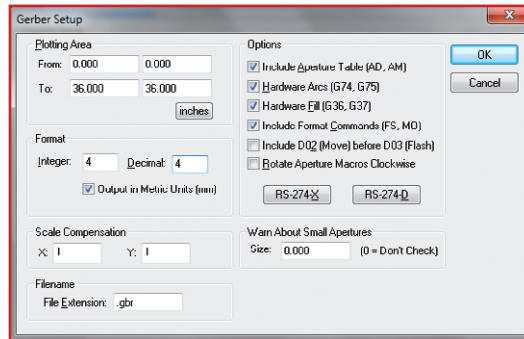 Gerber Setup
Plotting Area
From: 0.000 0.000
To: 36.000 36.000
inches
Format
Integer: 4 Decimal: 4
Output in Metric Units (mm)
Scale Compensation
X: 1 Y: 1
Filename
File Extension: .gbr
Options
Include Aperture Table (AD, AM)
Hardware Arcs (G74, G75)
Hardware Fill (G36, G37)
Include Format Commands (FS, MO)
Include D02 (Move) before D03 (Flash)
Rotate Aperture Macros Clockwise
RS-274-X RS-274-D
Warn About Small Apertures
Size: 0.000 (0 = Don't Check)
OK
Cancel